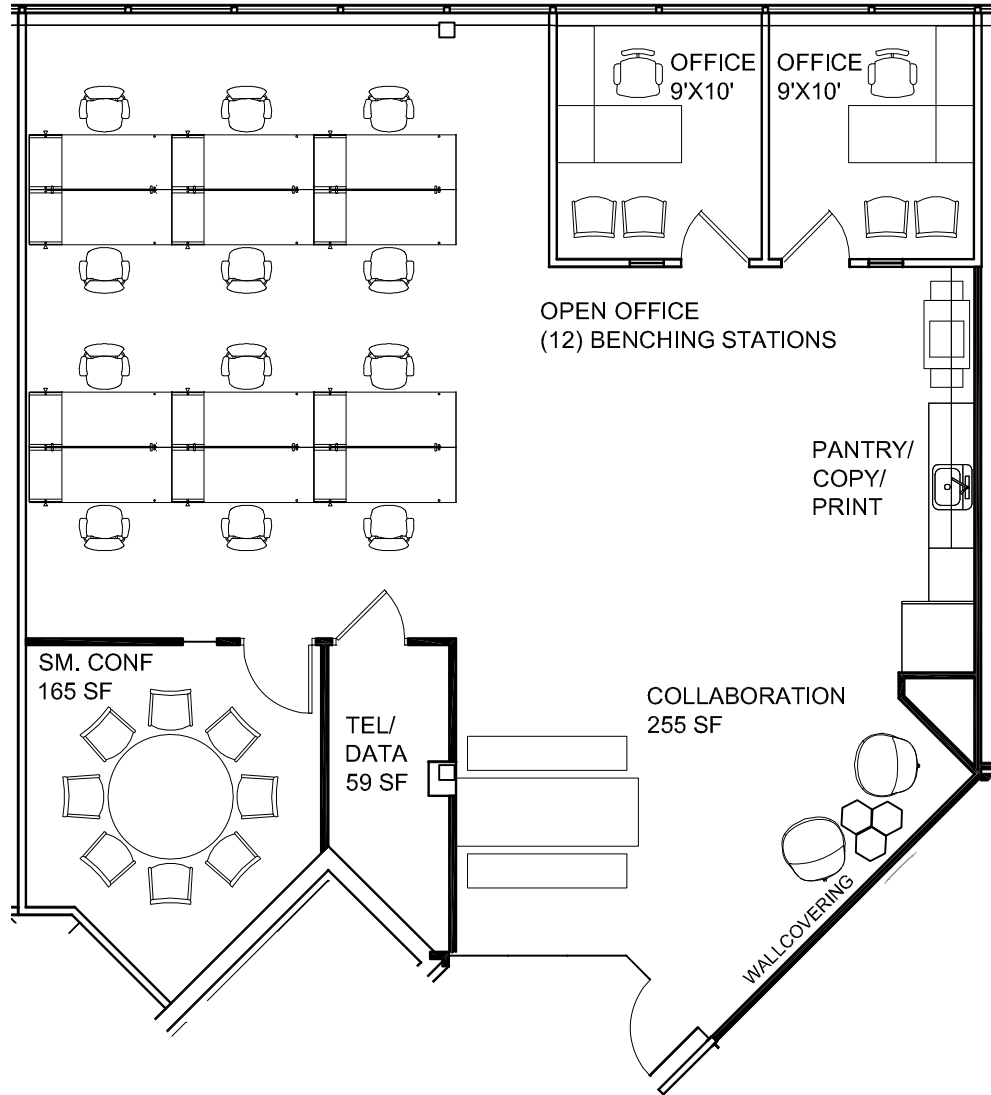 OFFICE
9'X10'
OFFICE
9'X10'
OPEN OFFICE
(12) BENCHING STATIONS
PANTRY/
COPY/
PRINT
SM. CONF
165 SF
TEL/
DATA
59 SF
COLLABORATION
255 SF
WALLCOVERING